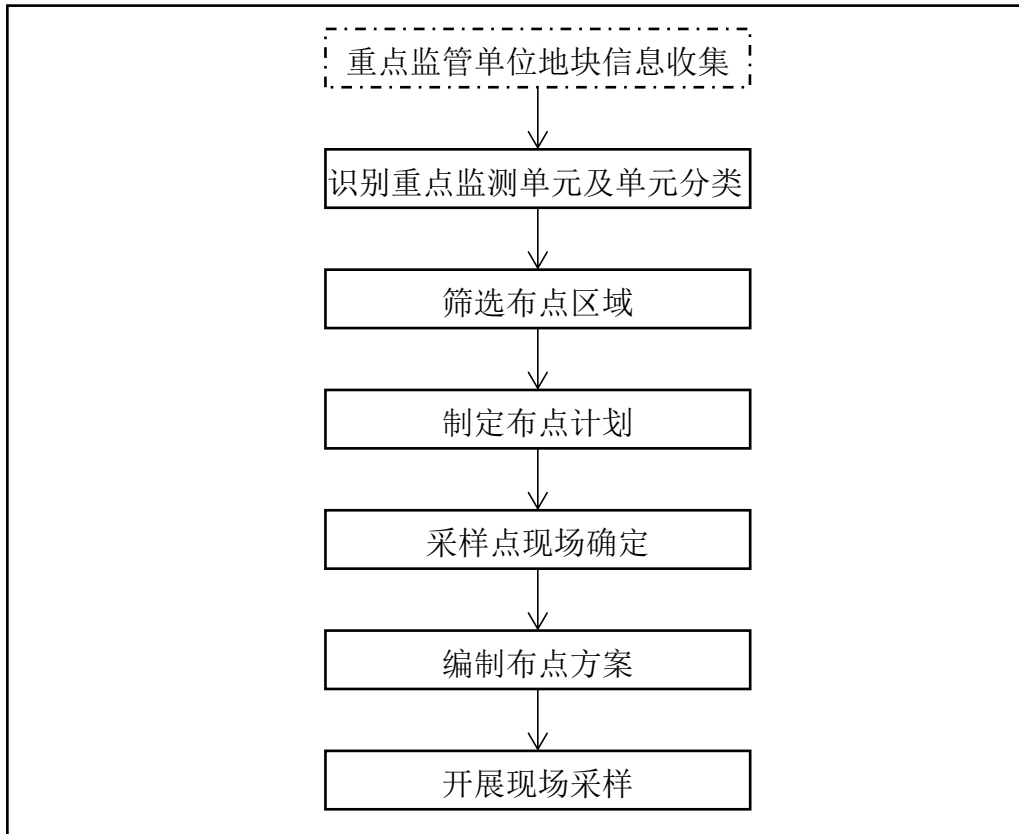 重点监管单位地块信息收集
识别重点监测单元及单元分类
筛选布点区域
制定布点计划
采样点现场确定
编制布点方案
开展现场采样